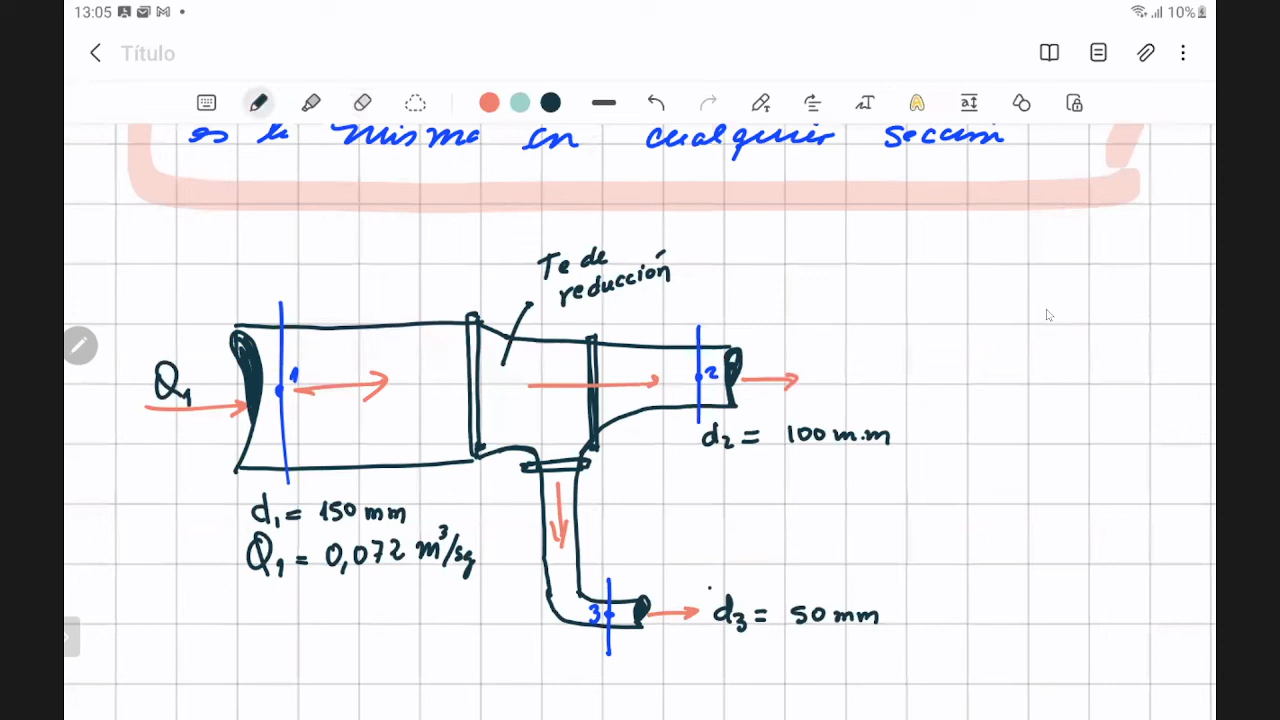 13:05
10%
Título
es la misma en cualquier sección
Te de
reducción
Q₁
1
2
d₂ = 100 m.m
d₁ = 150 mm
Q₁ = 0,072 m³/sg
3
d₃ = 50 mm